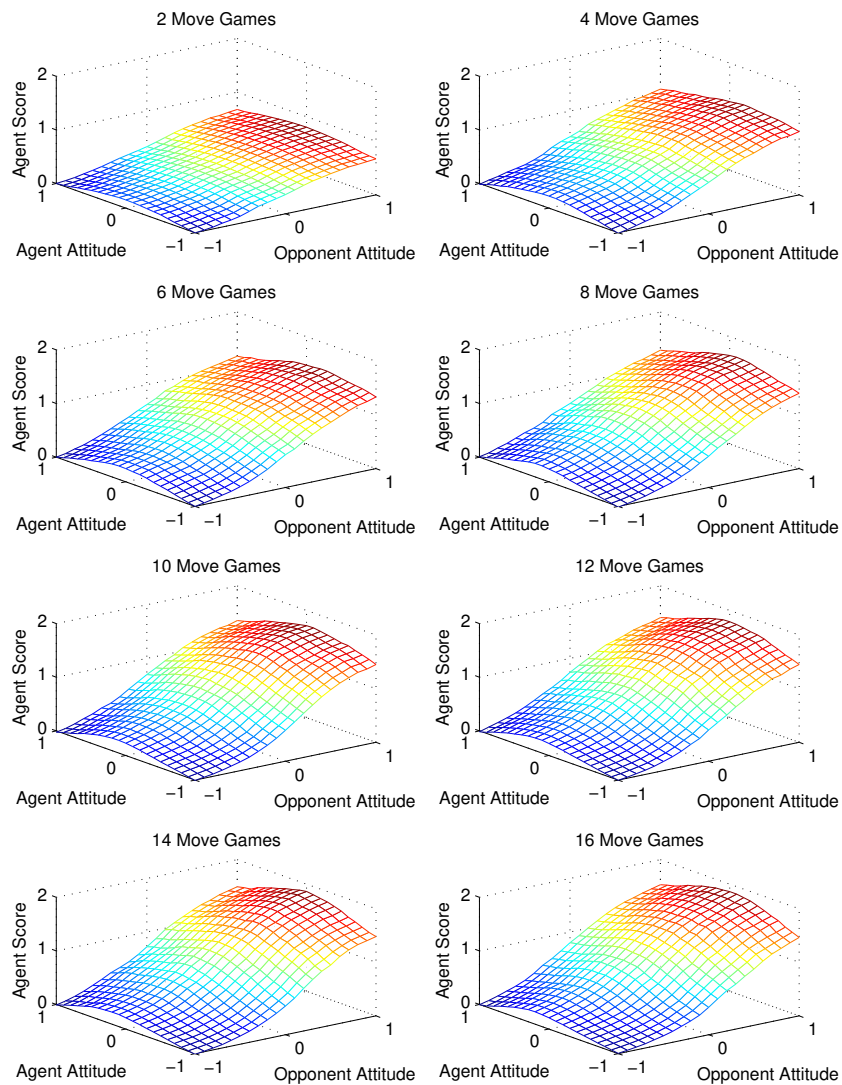 2 Move Games
2
1
0
Agent Score
1
0
−1
Agent Attitude
−1
0
1
Opponent Attitude
4 Move Games
2
1
0
Agent Score
1
0
−1
Agent Attitude
−1
0
1
Opponent Attitude
6 Move Games
2
1
0
Agent Score
1
0
−1
Agent Attitude
−1
0
1
Opponent Attitude
8 Move Games
2
1
0
Agent Score
1
0
−1
Agent Attitude
−1
0
1
Opponent Attitude
10 Move Games
2
1
0
Agent Score
1
0
−1
Agent Attitude
−1
0
1
Opponent Attitude
12 Move Games
2
1
0
Agent Score
1
0
−1
Agent Attitude
−1
0
1
Opponent Attitude
14 Move Games
2
1
0
Agent Score
1
0
−1
Agent Attitude
−1
0
1
Opponent Attitude
16 Move Games
2
1
0
Agent Score
1
0
−1
Agent Attitude
−1
0
1
Opponent Attitude